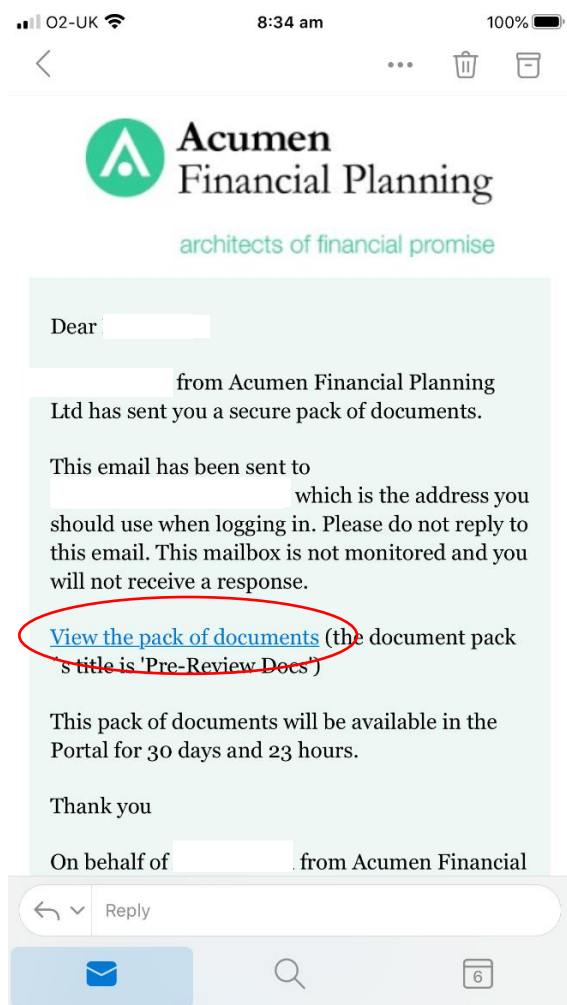 O2-UK 8:34 am 100%
Acumen
Financial Planning
architects of financial promise
Dear
from Acumen Financial Planning
Ltd has sent you a secure pack of documents.
This email has been sent to
which is the address you
should use when logging in. Please do not reply to
this email. This mailbox is not monitored and you
will not receive a response.
View the pack of documents (the document pack
's title is 'Pre-Review Docs')
This pack of documents will be available in the
Portal for 30 days and 23 hours.
Thank you
On behalf of from Acumen Financial
Reply
6